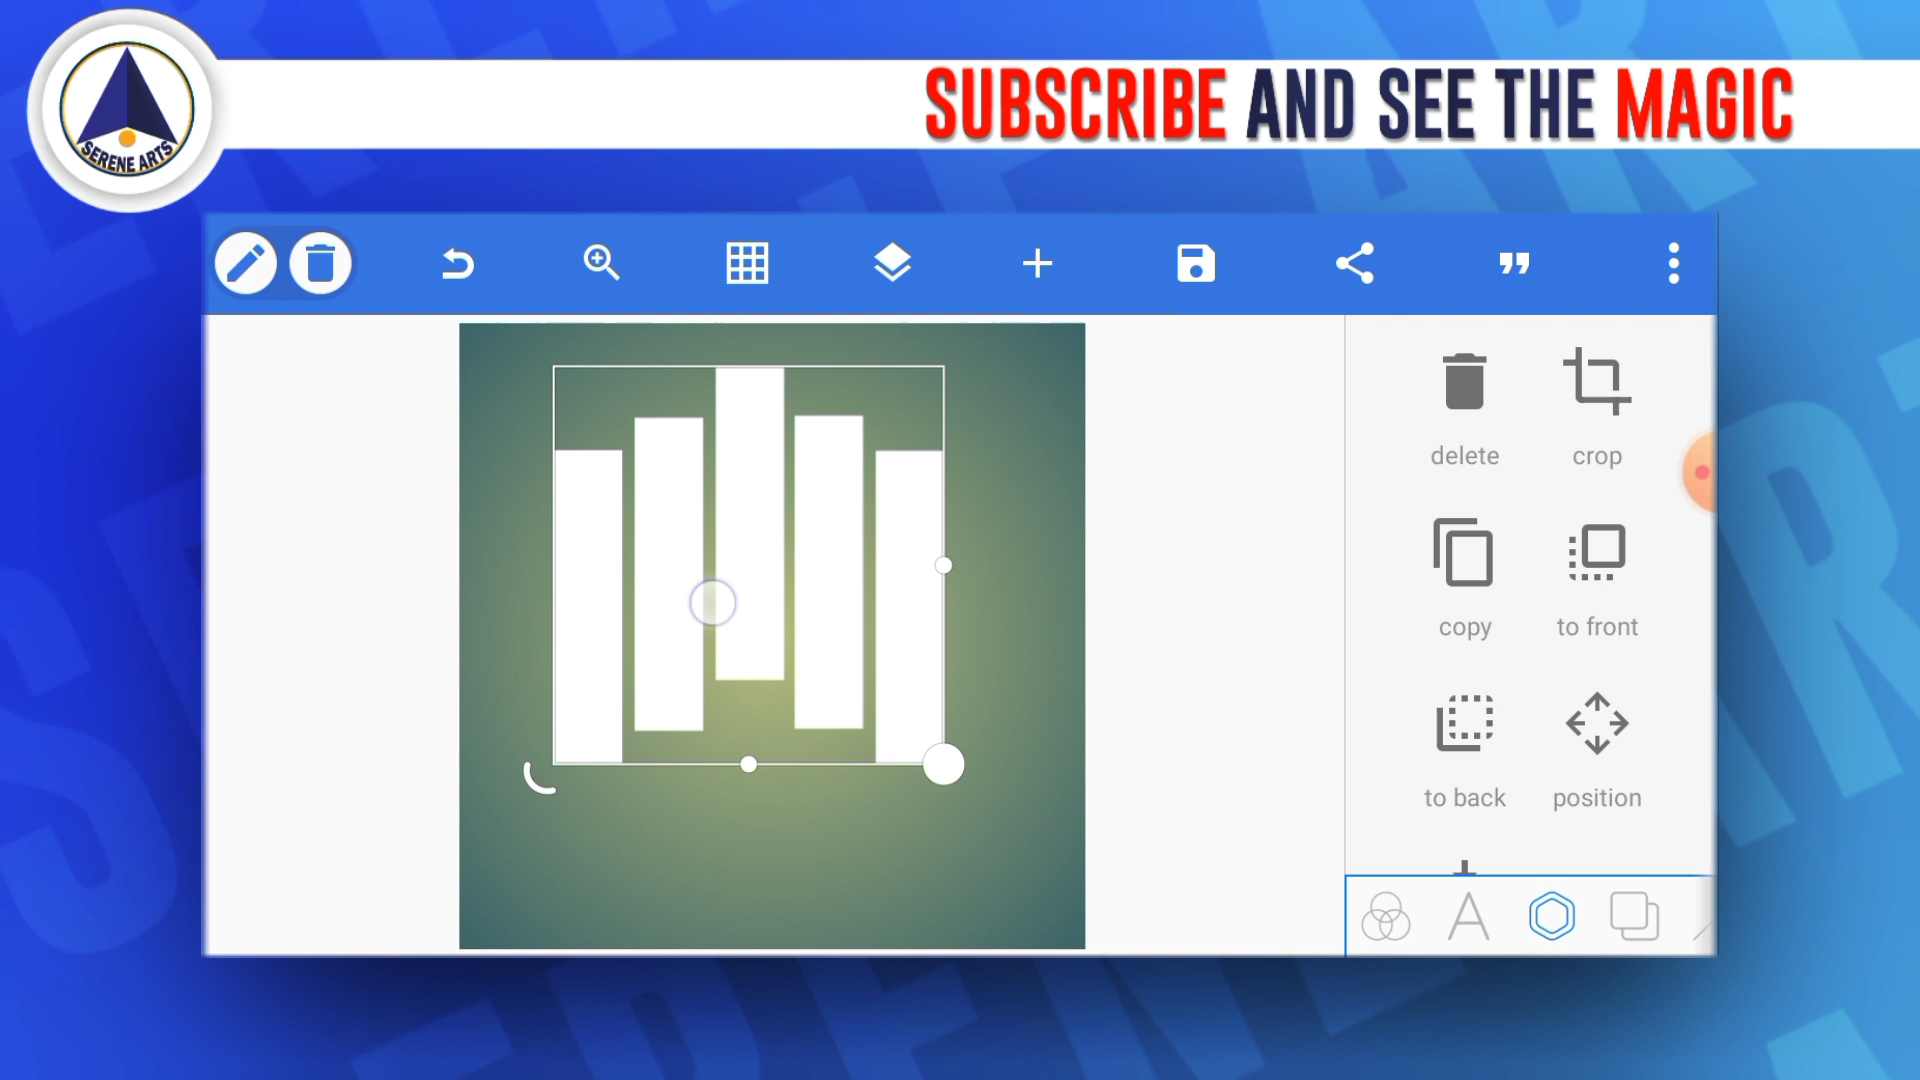 SUBSCRIBE AND SEE THE MAGIC
SERENE ARTS
delete
crop
copy
to front
to back
position